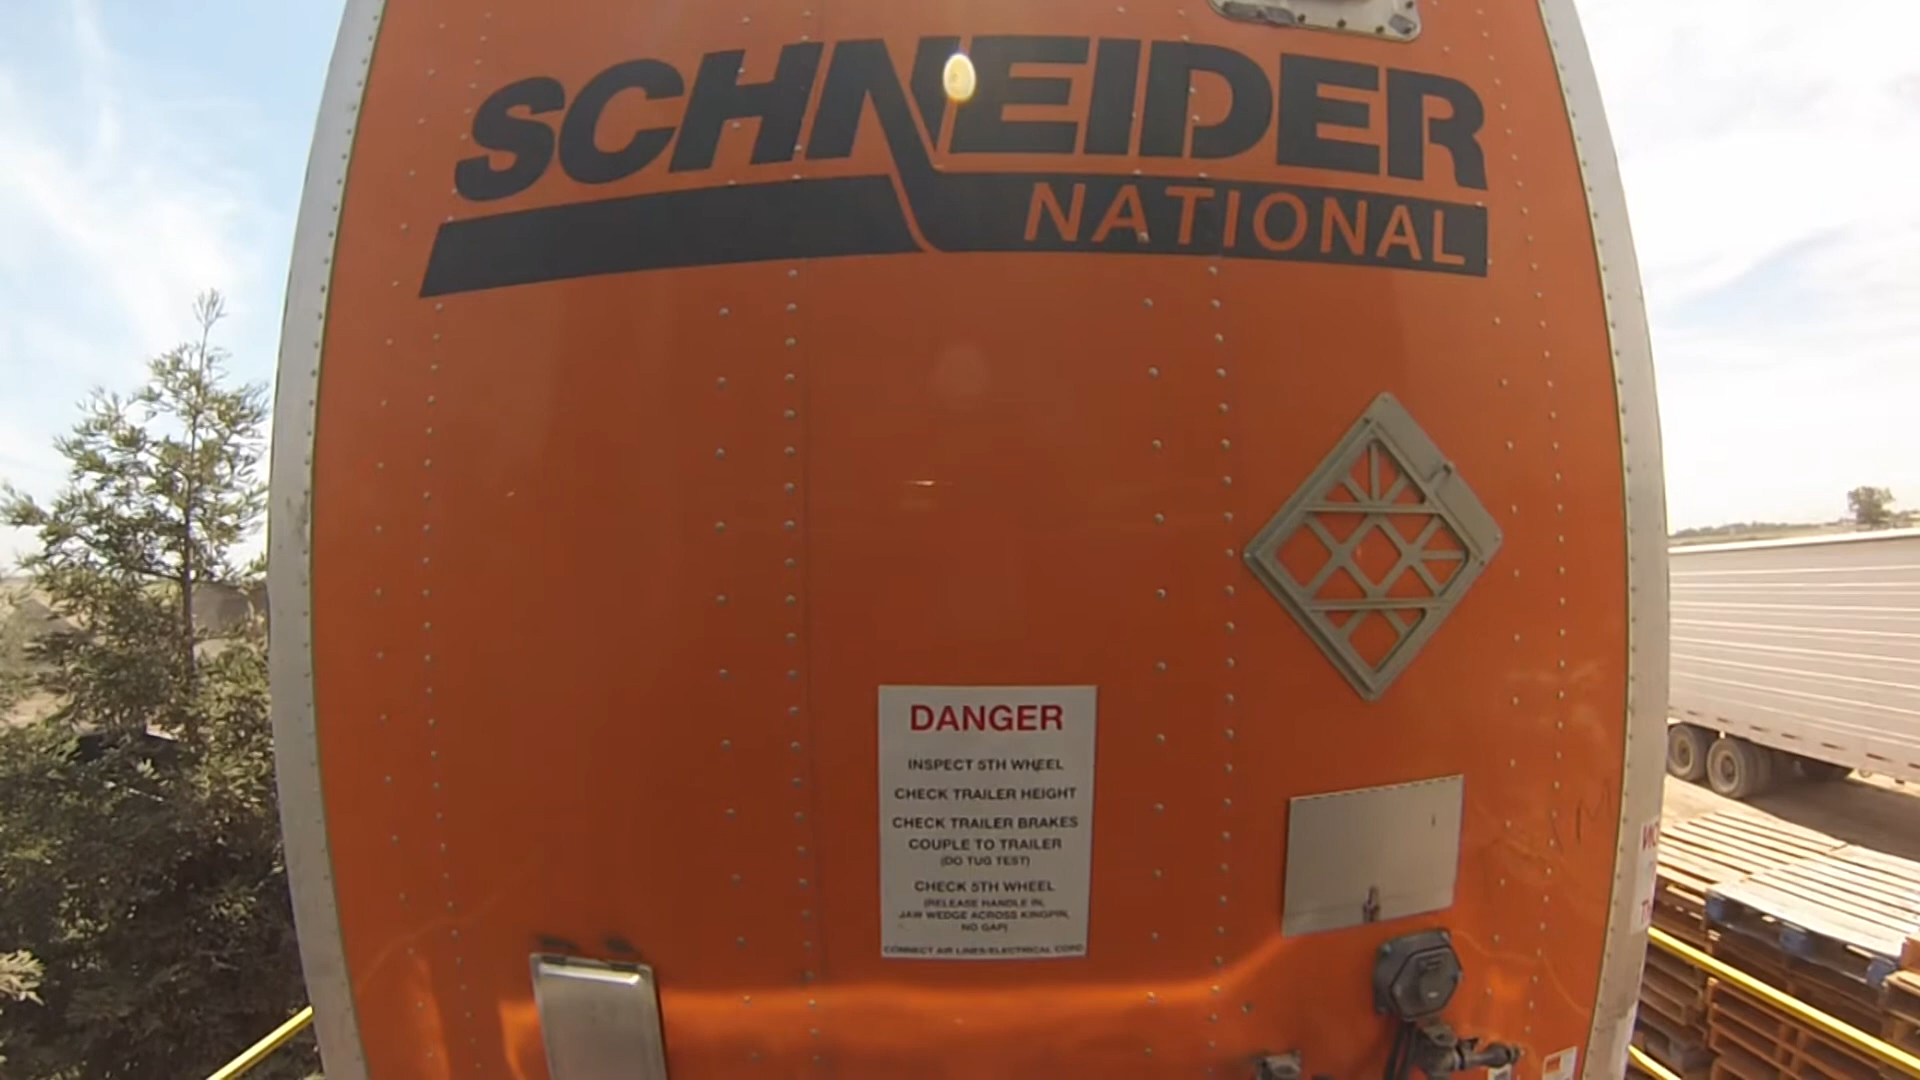 SCHNEIDER
NATIONAL
DANGER
INSPECT 5TH WHEEL
CHECK TRAILER HEIGHT
CHECK TRAILER BRAKES
COUPLE TO TRAILER
(DO TUG TEST)
CHECK 5TH WHEEL
(RELEASE HANDLE IN,
JAW WEDGE ACROSS KINGPIN,
NO GAP)
CONNECT AIR LINES/ELECTRICAL CORD